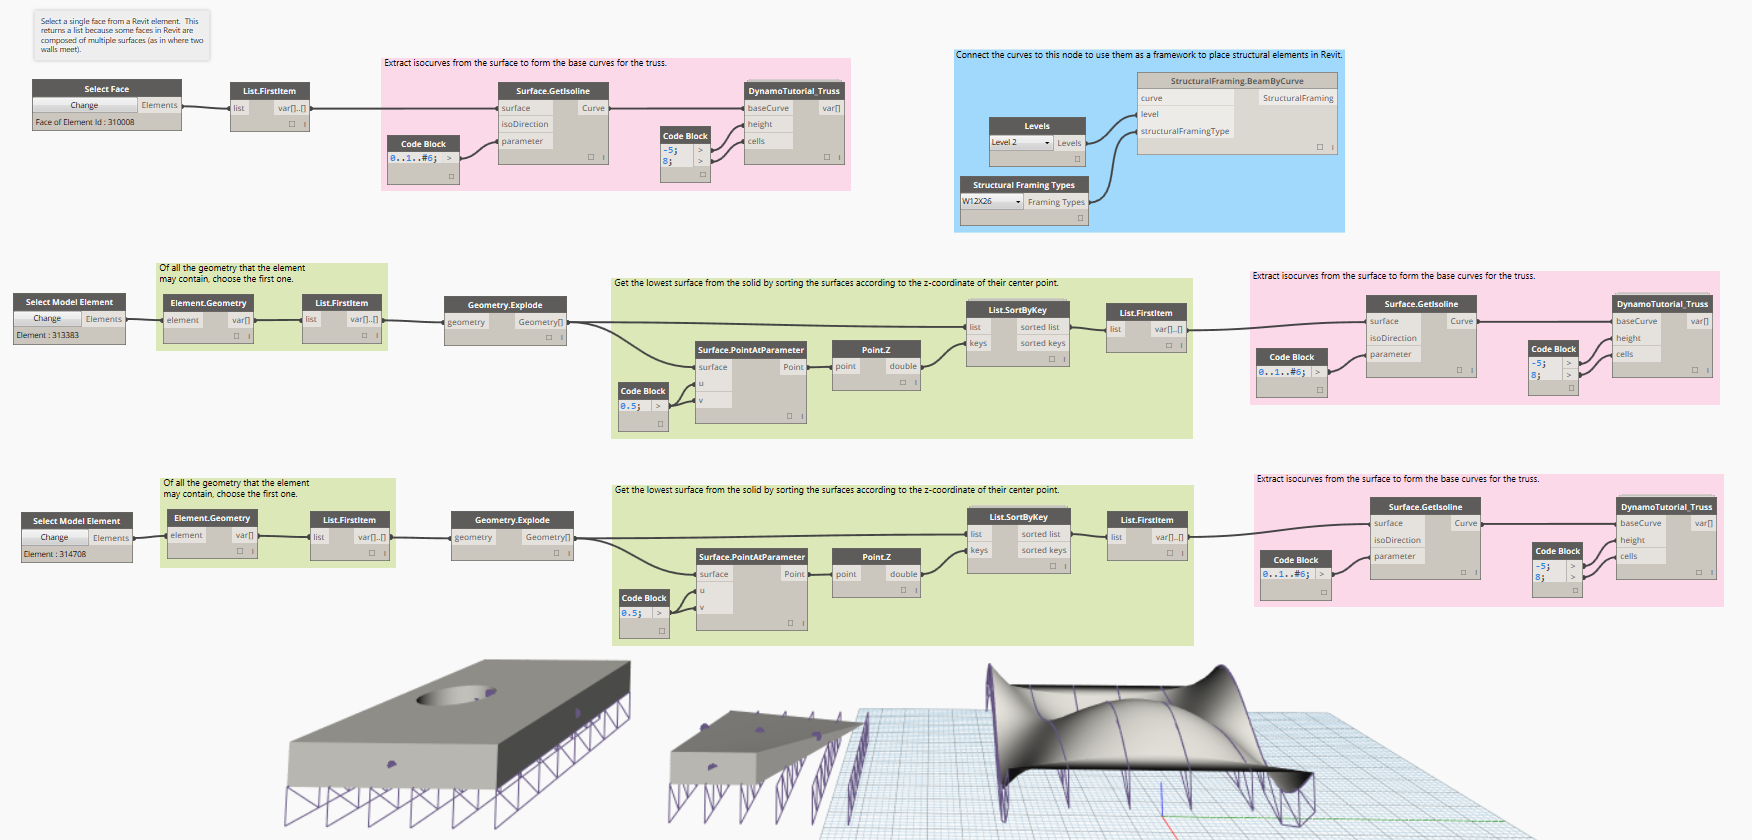 Select a single face from a Revit element. This
returns a list because some faces in Revit are
composed of multiple surfaces (as in where two
walls meet).
Select Face
Change
Elements
Face of Element Id : 310008
List.FirstItem
list
var[]..[]
Extract isocurves from the surface to form the base curves for the truss.
Code Block
0..1..#6;
>
Surface.GetIsoline
surface
Curve
isoDirection
parameter
Code Block
-5;
>
8;
>
DynamoTutorial_Truss
baseCurve
var[]
height
cells
Connect the curves to this node to use them as a framework to place structural elements in Revit.
Levels
Level 2
Levels
Structural Framing Types
W12X26
Framing Types
StructuralFraming.BeamByCurve
curve
StructuralFraming
level
structuralFramingType
Select Model Element
Change
Elements
Element : 313383
Of all the geometry that the element
may contain, choose the first one.
Element.Geometry
element
var[]
List.FirstItem
list
var[]..[]
Geometry.Explode
geometry
Geometry[]
Get the lowest surface from the solid by sorting the surfaces according to the z-coordinate of their center point.
Code Block
0.5;
>
Surface.PointAtParameter
surface
Point
u
v
Point.Z
point
double
List.SortByKey
list
sorted list
keys
sorted keys
List.FirstItem
list
var[]..[]
Extract isocurves from the surface to form the base curves for the truss.
Code Block
0..1..#6;
>
Surface.GetIsoline
surface
Curve
isoDirection
parameter
Code Block
-5;
>
8;
>
DynamoTutorial_Truss
baseCurve
var[]
height
cells
Select Model Element
Change
Elements
Element : 314708
Of all the geometry that the element
may contain, choose the first one.
Element.Geometry
element
var[]
List.FirstItem
list
var[]..[]
Geometry.Explode
geometry
Geometry[]
Get the lowest surface from the solid by sorting the surfaces according to the z-coordinate of their center point.
Code Block
0.5;
>
Surface.PointAtParameter
surface
Point
u
v
Point.Z
point
double
List.SortByKey
list
sorted list
keys
sorted keys
List.FirstItem
list
var[]..[]
Extract isocurves from the surface to form the base curves for the truss.
Code Block
0..1..#6;
>
Surface.GetIsoline
surface
Curve
isoDirection
parameter
Code Block
-5;
>
8;
>
DynamoTutorial_Truss
baseCurve
var[]
height
cells